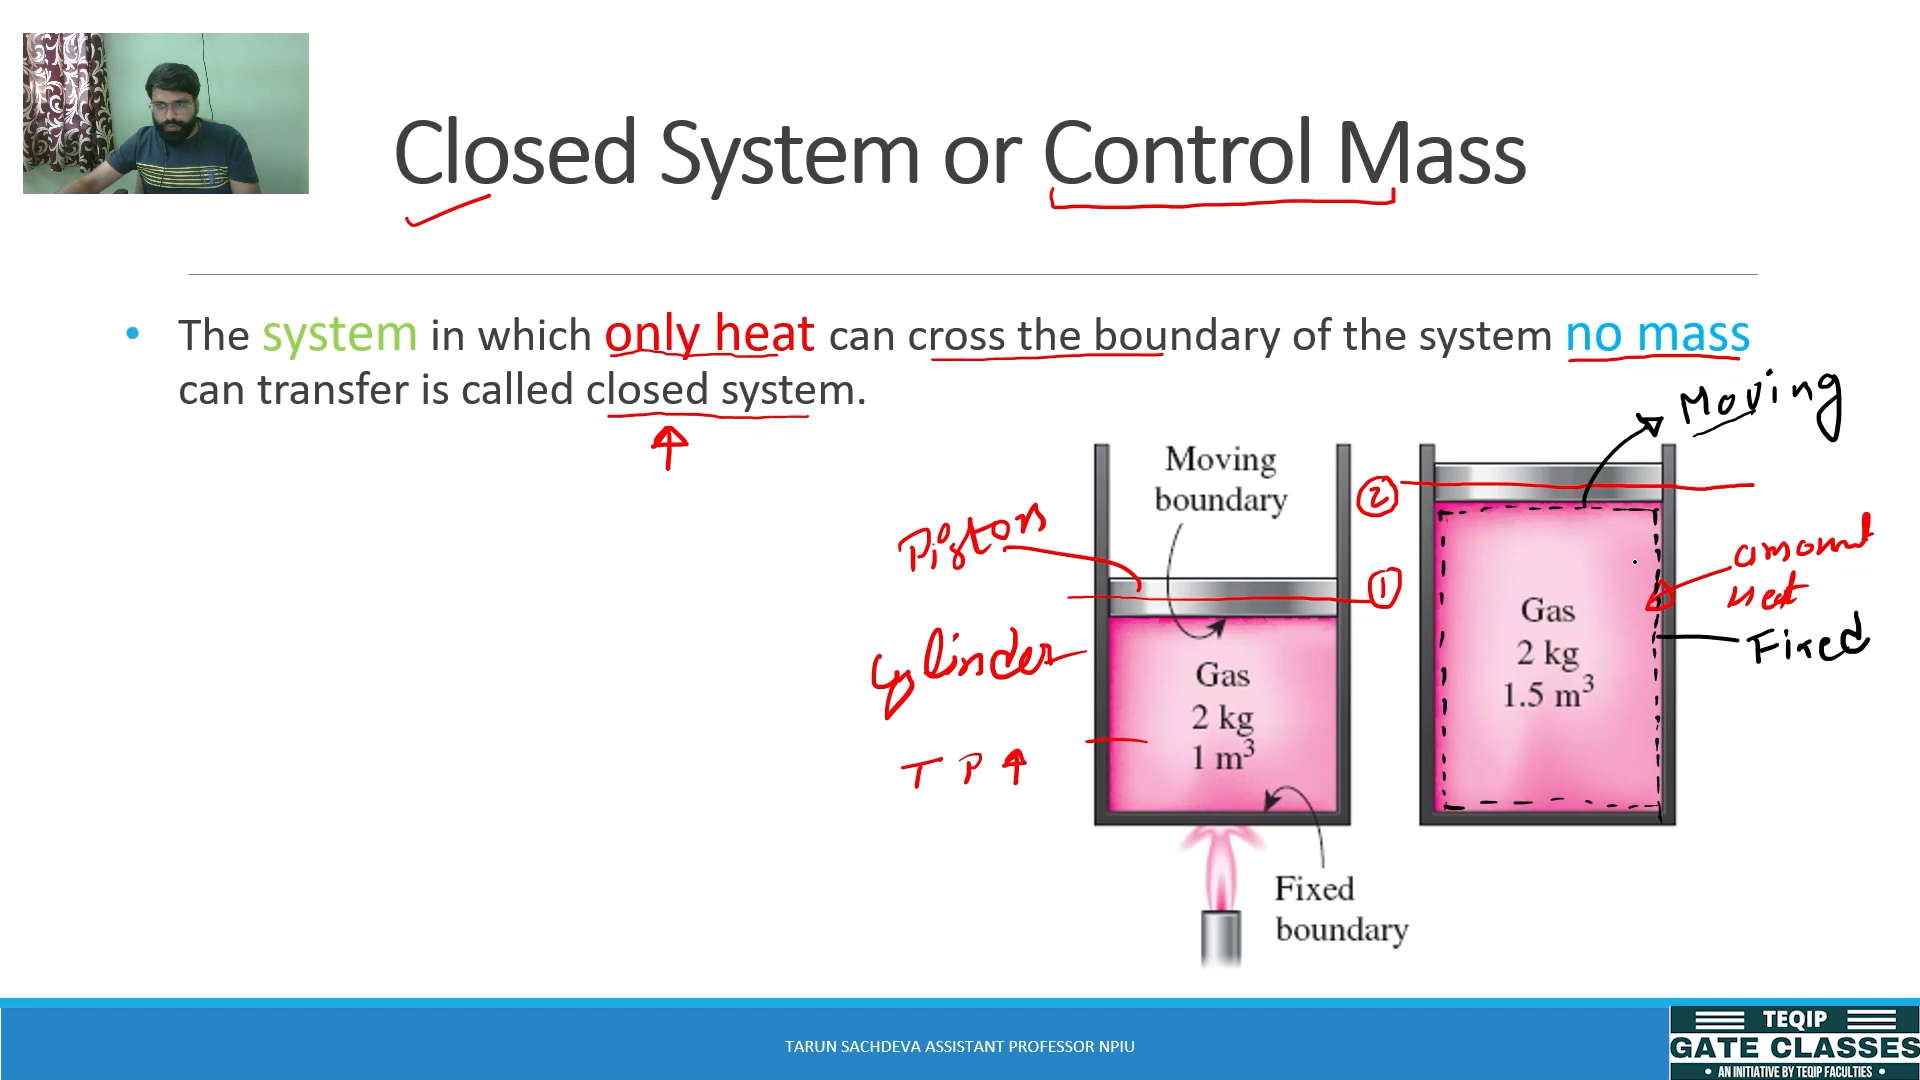 Closed System or Control Mass
• The system in which only heat can cross the boundary of the system no mass
can transfer is called closed system.
Moving
Moving
boundary
②
Piston
①
amount
heat
Gas
2 kg
1.5 m³
Fixed
Cylinder
Gas
2 kg
1 m³
T P ↑
Fixed
boundary
TARUN SACHDEVA ASSISTANT PROFESSOR NPIU
TEQIP
GATE CLASSES
• AN INITIATIVE BY TEQIP FACULTIES •